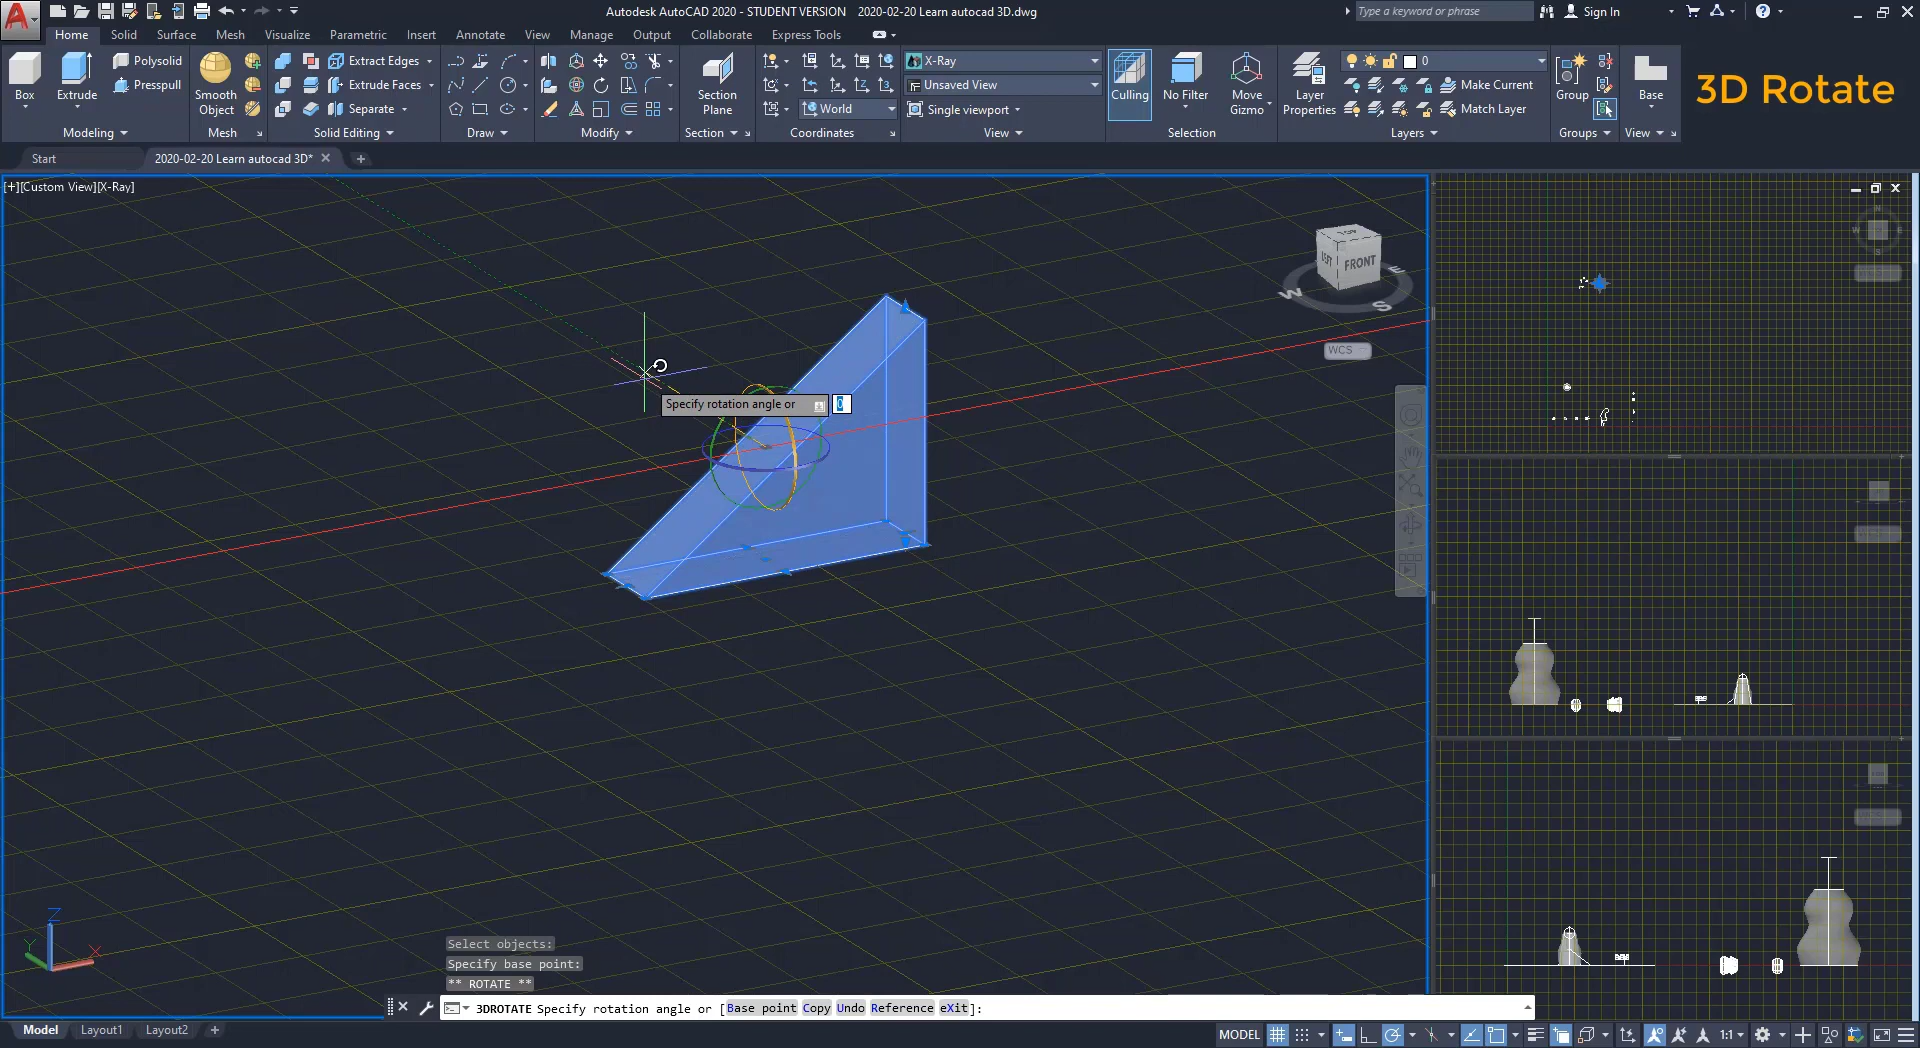 Autodesk AutoCAD 2020 - STUDENT VERSION 2020-02-20 Learn autocad 3D.dwg
Type a keyword or phrase
Sign In
Home Solid Surface Mesh Visualize Parametric Insert Annotate View Manage Output Collaborate Express Tools
Box
Extrude
Polysolid
Presspull
Modeling
Smooth
Object
Mesh
Extract Edges
Extrude Faces
Separate
Solid Editing
Draw
Modify
Section
Plane
Section
World
Coordinates
X-Ray
Unsaved View
Single viewport
View
Culling
No Filter
Move
Gizmo
Selection
Layer
Properties
0
Make Current
Match Layer
Layers
Group
Groups
Base
View
3D Rotate
Start
2020-02-20 Learn autocad 3D*
[+][Custom View][X-Ray]
TOP
LEFT
FRONT
W
S
E
WCS
Specify rotation angle or
0
Z
Y
X
Select objects:
Specify base point:
** ROTATE **
3DROTATE Specify rotation angle or [Base point Copy Undo Reference eXit]:
Model Layout1 Layout2
MODEL
1:1